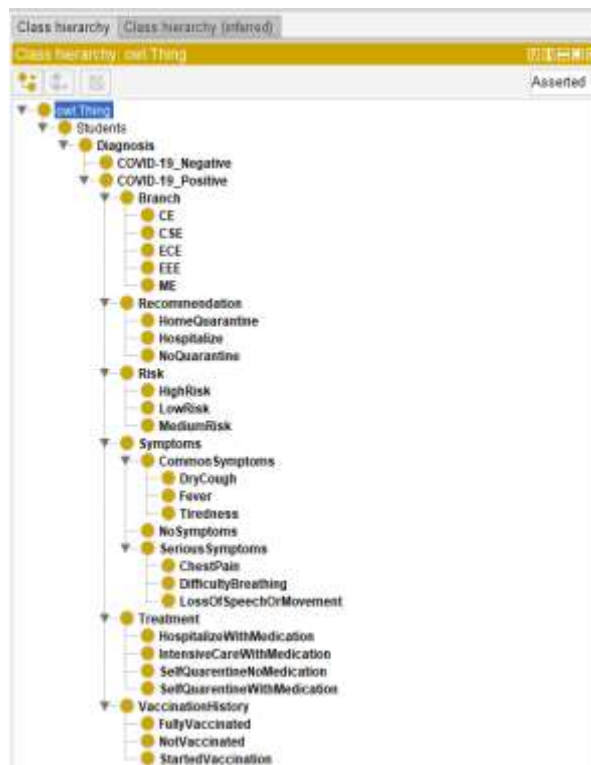 Class hierarchy Class hierarchy (inferred)
Class hierarchy: owl:Thing
Asserted
owl:Thing
Students
Diagnosis
COVID-19_Negative
COVID-19_Positive
Branch
CE
CSE
ECE
EEE
ME
Recommendation
HomeQuarantine
Hospitalize
NoQuarantine
Risk
HighRisk
LowRisk
MediumRisk
Symptoms
CommonSymptoms
DryCough
Fever
Tiredness
NoSymptoms
SeriousSymptoms
ChestPain
DifficultyBreathing
LossOfSpeechOrMovement
Treatment
HospitalizeWithMedication
IntensiveCareWithMedication
SelfQuarentineNoMedication
SelfQuarentineWithMedication
VaccinationHistory
FullyVaccinated
NotVaccinated
StartedVaccination